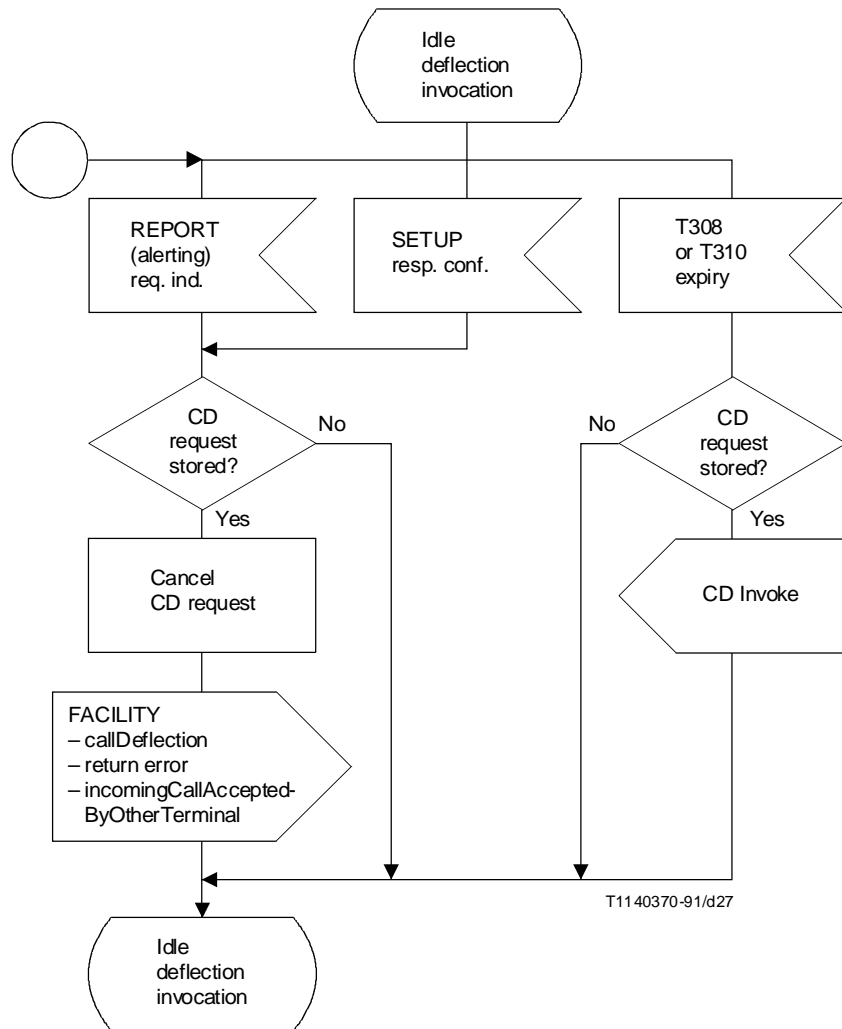 Idle
deflection
invocation
REPORT
(alerting)
req. ind.
SETUP
resp. conf.
T308
or T310
expiry
CD
request
stored?
No
Yes
No
CD
request
stored?
Yes
Cancel
CD request
CD Invoke
FACILITY
– callDeflection
– return error
– incomingCallAccepted-
ByOtherTerminal
T1140370-91/d27
Idle
deflection
invocation